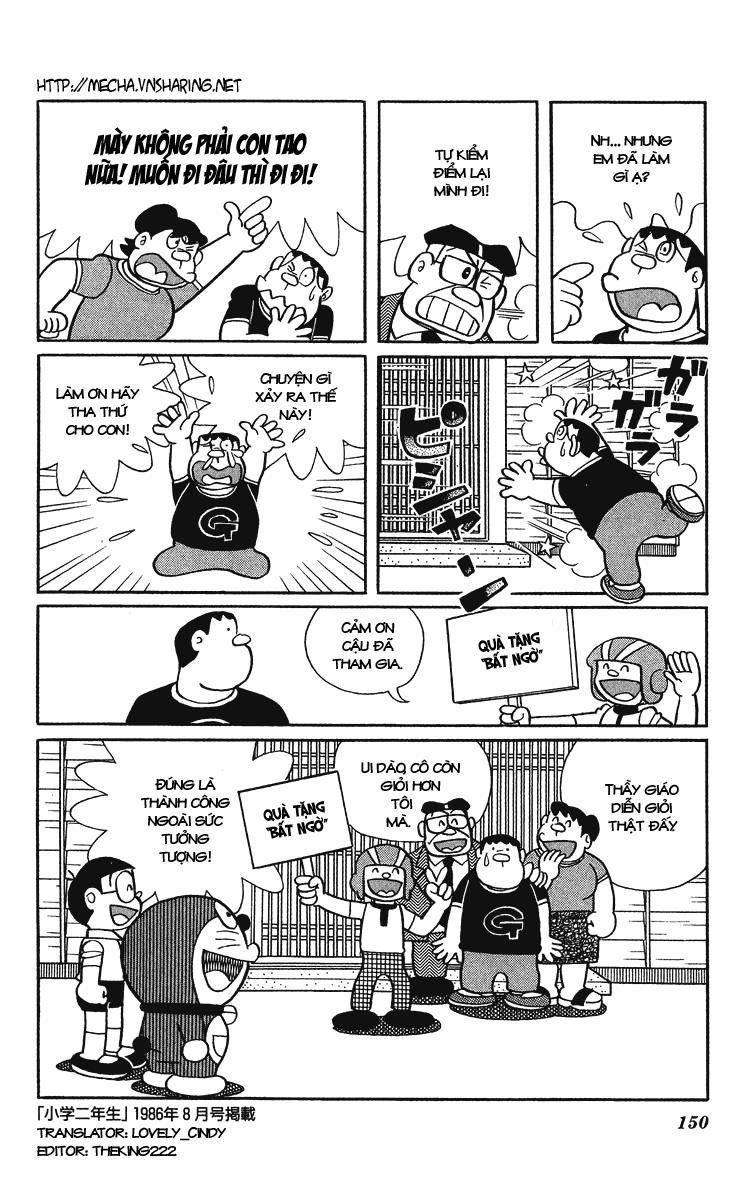 HTTP://MECHA.VNSHARING.NET
MÀY KHÔNG PHẢI CON TAO
NỮA! MUỐN ĐI ĐÂU THÌ ĐI ĐI!
TỰ KIỂM
ĐIỂM LẠI
MÌNH ĐI!
NH... NHƯNG
EM ĐÃ LÀM
GÌ Ạ?
LÀM ƠN HÃY
THA THỨ
CHO CON!
CHUYỆN GÌ
XẢY RA THẾ
NÀY!
G
ピシャーッ
ガラ
ガラ
CẢM ƠN
CẬU ĐÃ
THAM GIA.
QUÀ TẶNG
"BẤT NGỜ"
ĐÚNG LÀ
THÀNH CÔNG
NGOÀI SỨC
TƯỞNG
TƯỢNG!
QUÀ TẶNG
"BẤT NGỜ"
UI DÀO, CÔ CÒN
GIỎI HƠN
TÔI
MÀ.
THẦY GIÁO
DIỄN GIỎI
THẬT ĐẤY.
G
「小学二年生」1986年8月号掲載
TRANSLATOR: LOVELY_CINDY
EDITOR: THEKING222
150